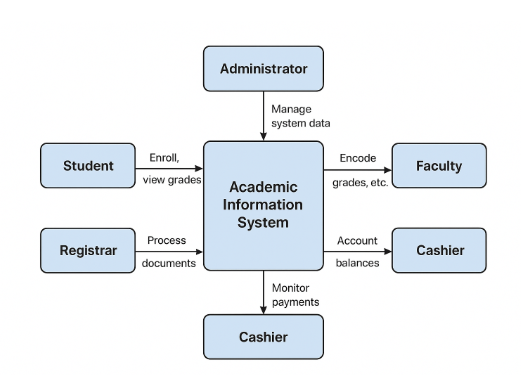 Administrator
Manage
system data
Student
Enroll,
view grades
Academic
Information
System
Encode
grades, etc.
Faculty
Registrar
Process
documents
Account
balances
Cashier
Monitor
payments
Cashier